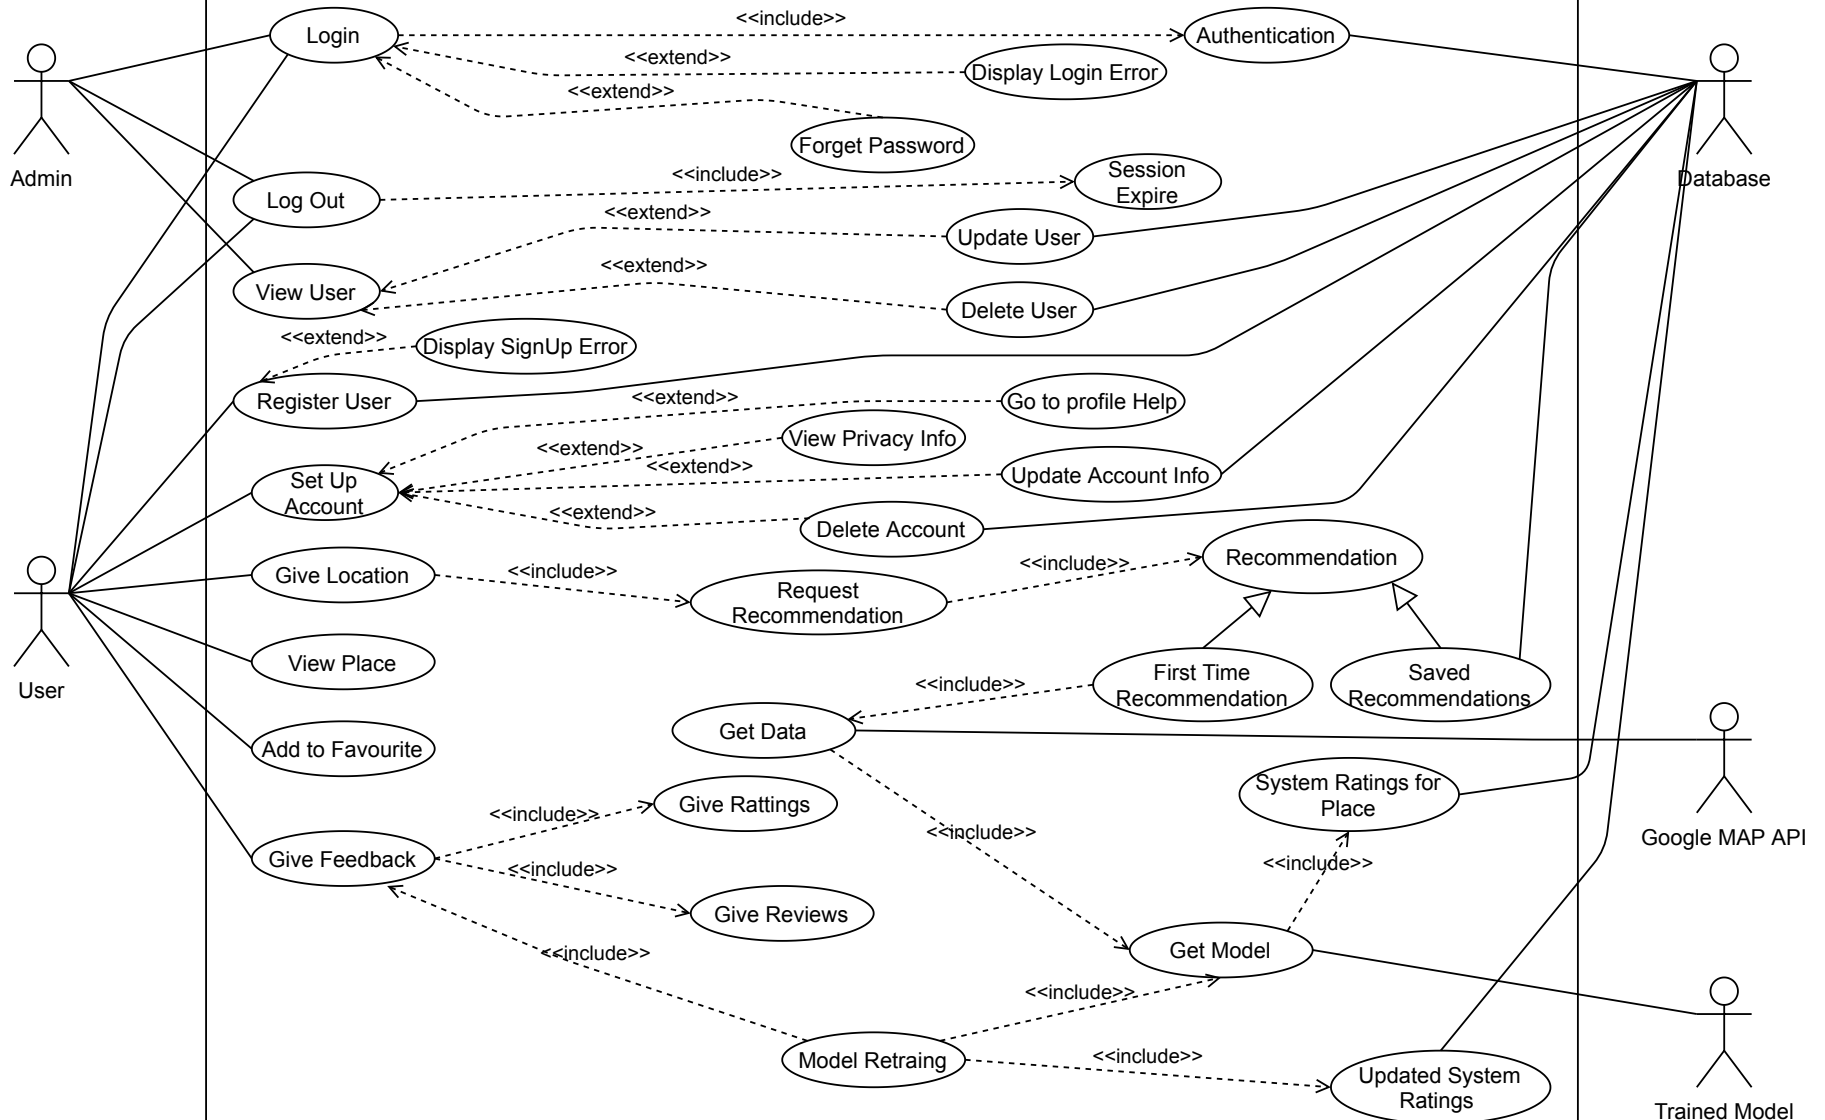 <<include>>
Login
Authentication
<<extend>>
Display Login Error
<<extend>>
Forget Password
Admin
Database
<<include>>
Session
Expire
Log Out
<<extend>>
Update User
<<extend>>
View User
Delete User
<<extend>>
Display SignUp Error
Register User
<<extend>>
Go to profile Help
View Privacy Info
<<extend>>
<<extend>>
Update Account Info
Set Up
Account
<<extend>>
Delete Account
Recommendation
<<include>>
Give Location
<<include>>
Request
Recommendation
View Place
User
First Time
Recommendation
Saved
Recommendations
<<include>>
Get Data
Add to Favourite
System Ratings for
Place
Give Rattings
<<include>>
<<include>>
Google MAP API
Give Feedback
<<include>>
<<include>>
Give Reviews
Get Model
<<include>>
<<include>>
Model Retraing
<<include>>
Updated System
Ratings
Trained Model